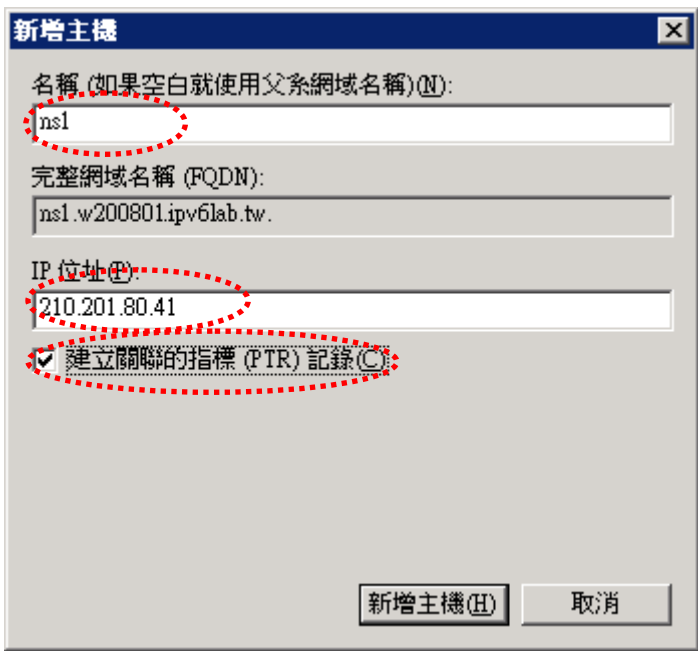 新增主機
名稱 (如果空白就使用父系網域名稱)(N):
ns1
完整網域名稱 (FQDN):
ns1.w200801.ipv6lab.tw.
IP 位址(P):
210.201.80.41
建立關聯的指標 (PTR) 記錄(C)
新增主機(H) 取消